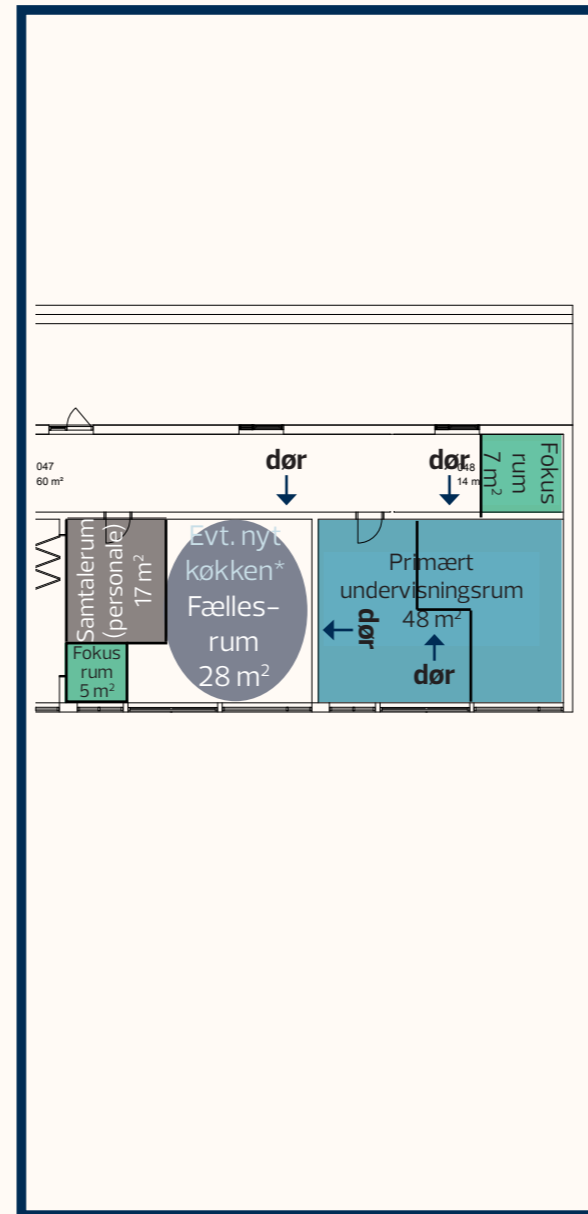 047
60 m²
dør
dør
048
14 m
Fokus
rum
7 m²
Samtalerum
(personale)
17 m²
Evt. nyt
køkken*
Fælles-
rum
28 m²
Primært
undervisningsrum
48 m²
dør
dør
Fokus
rum
5 m²